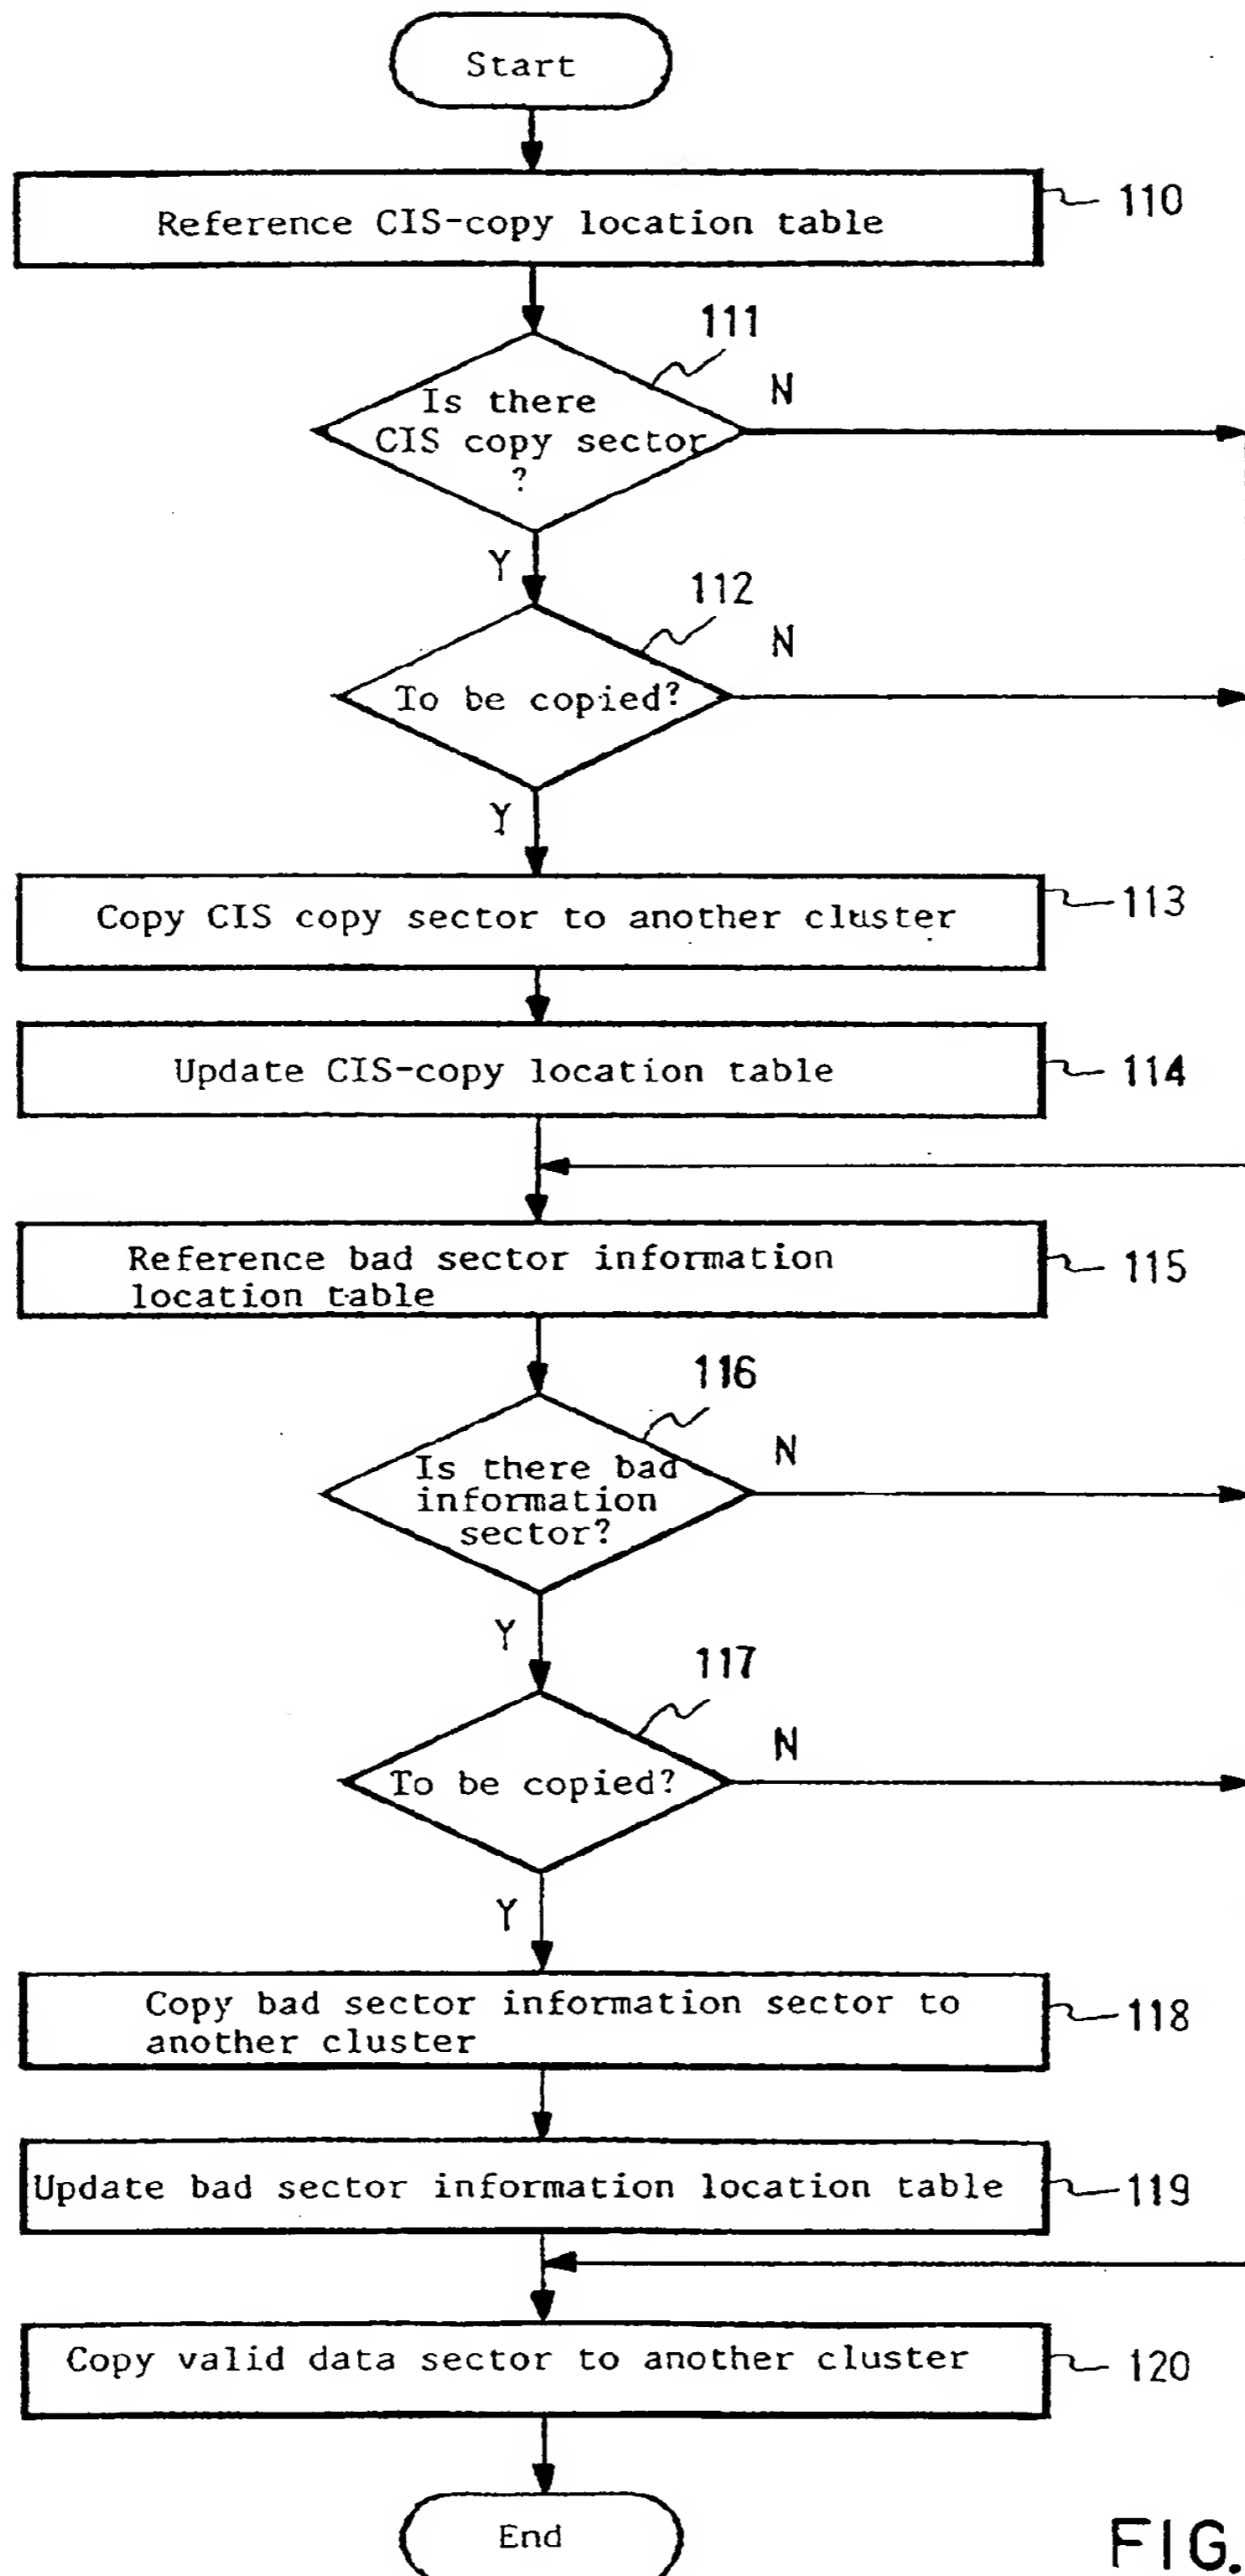 Start
Reference CIS-copy location table
110
111
Is there
CIS copy sector
?
N
Y
112
To be copied?
N
Y
Copy CIS copy sector to another cluster
113
Update CIS-copy location table
114
Reference bad sector information
location table
115
116
Is there bad
information
sector?
N
Y
117
To be copied?
N
Y
Copy bad sector information sector to
another cluster
118
Update bad sector information location table
119
Copy valid data sector to another cluster
120
End
FIG.